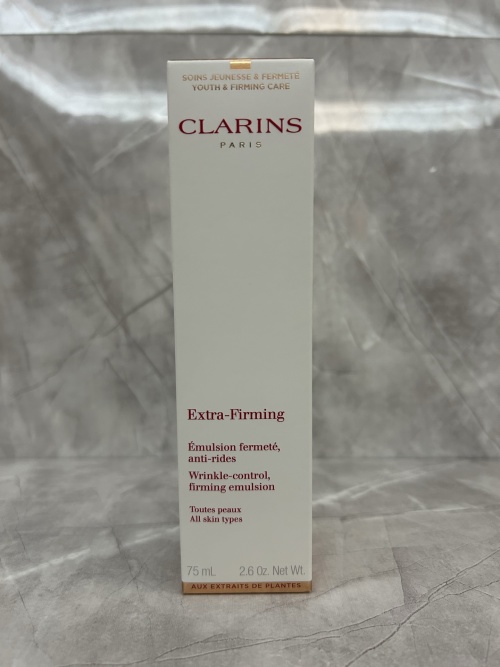 SOINS JEUNESSE & FERMETÉ
YOUTH & FIRMING CARE
CLARINS
PARIS
Extra-Firming
Émulsion fermeté,
anti-rides
Wrinkle-control,
firming emulsion
Toutes peaux
All skin types
75 mL 2.6 Oz. Net Wt.
AUX EXTRAITS DE PLANTES